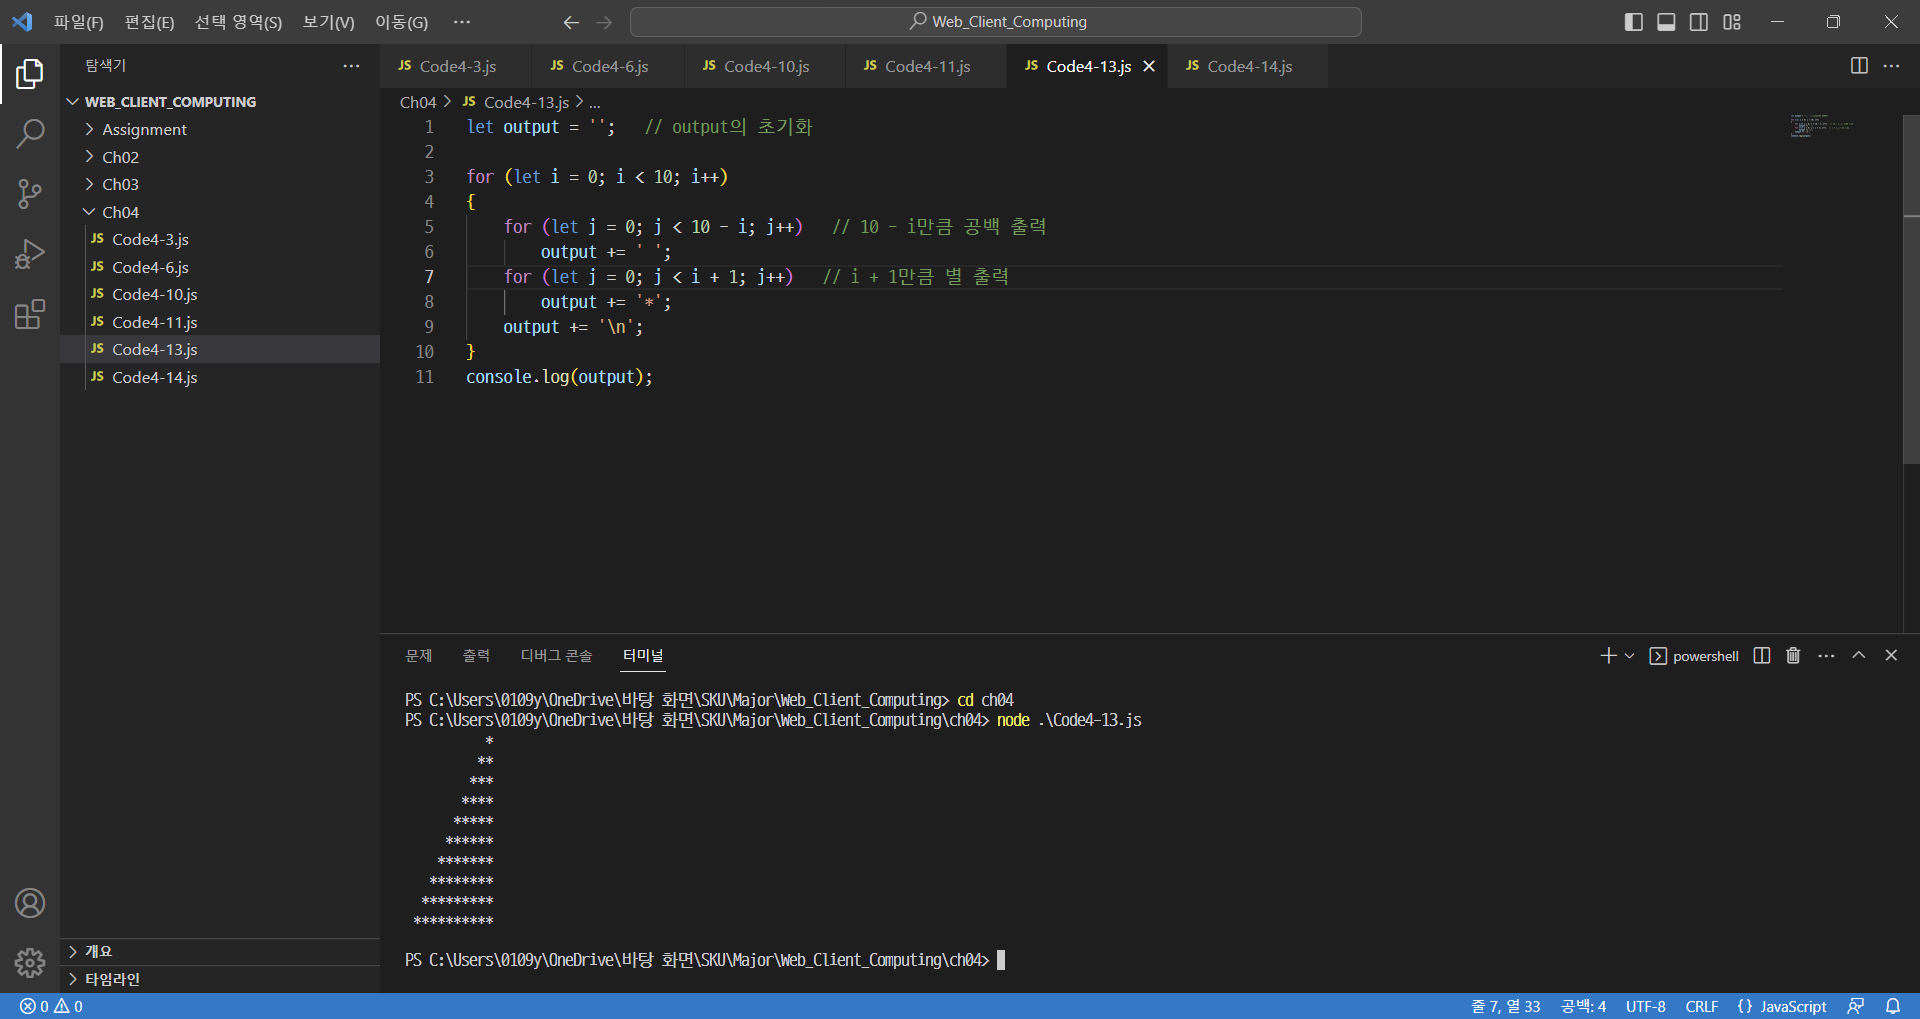 파일(F) 편집(E) 선택 영역(S) 보기(V) 이동(G) ··· Web_Client_Computing
탐색기 ···
WEB_CLIENT_COMPUTING
Assignment
Ch02
Ch03
Ch04
JS Code4-3.js
JS Code4-6.js
JS Code4-10.js
JS Code4-11.js
JS Code4-13.js
JS Code4-14.js
개요
타임라인
JS Code4-3.js JS Code4-6.js JS Code4-10.js JS Code4-11.js JS Code4-13.js JS Code4-14.js
Ch04 > JS Code4-13.js > ...
1 let output = ''; // output의 초기화
2
3 for (let i = 0; i < 10; i++)
4 {
5 for (let j = 0; j < 10 - i; j++) // 10 - i만큼 공백 출력
6 output += ' ';
7 for (let j = 0; j < i + 1; j++) // i + 1만큼 별 출력
8 output += '*';
9 output += '\n';
10 }
11 console.log(output);
문제 출력 디버그 콘솔 터미널 powershell
PS C:\Users\0109y\OneDrive\바탕 화면\SKU\Major\Web_Client_Computing> cd ch04
PS C:\Users\0109y\OneDrive\바탕 화면\SKU\Major\Web_Client_Computing\ch04> node .\Code4-13.js
*
**
***
****
*****
******
*******
********
*********
**********
PS C:\Users\0109y\OneDrive\바탕 화면\SKU\Major\Web_Client_Computing\ch04>
0 0 줄 7, 열 33 공백: 4 UTF-8 CRLF {} JavaScript